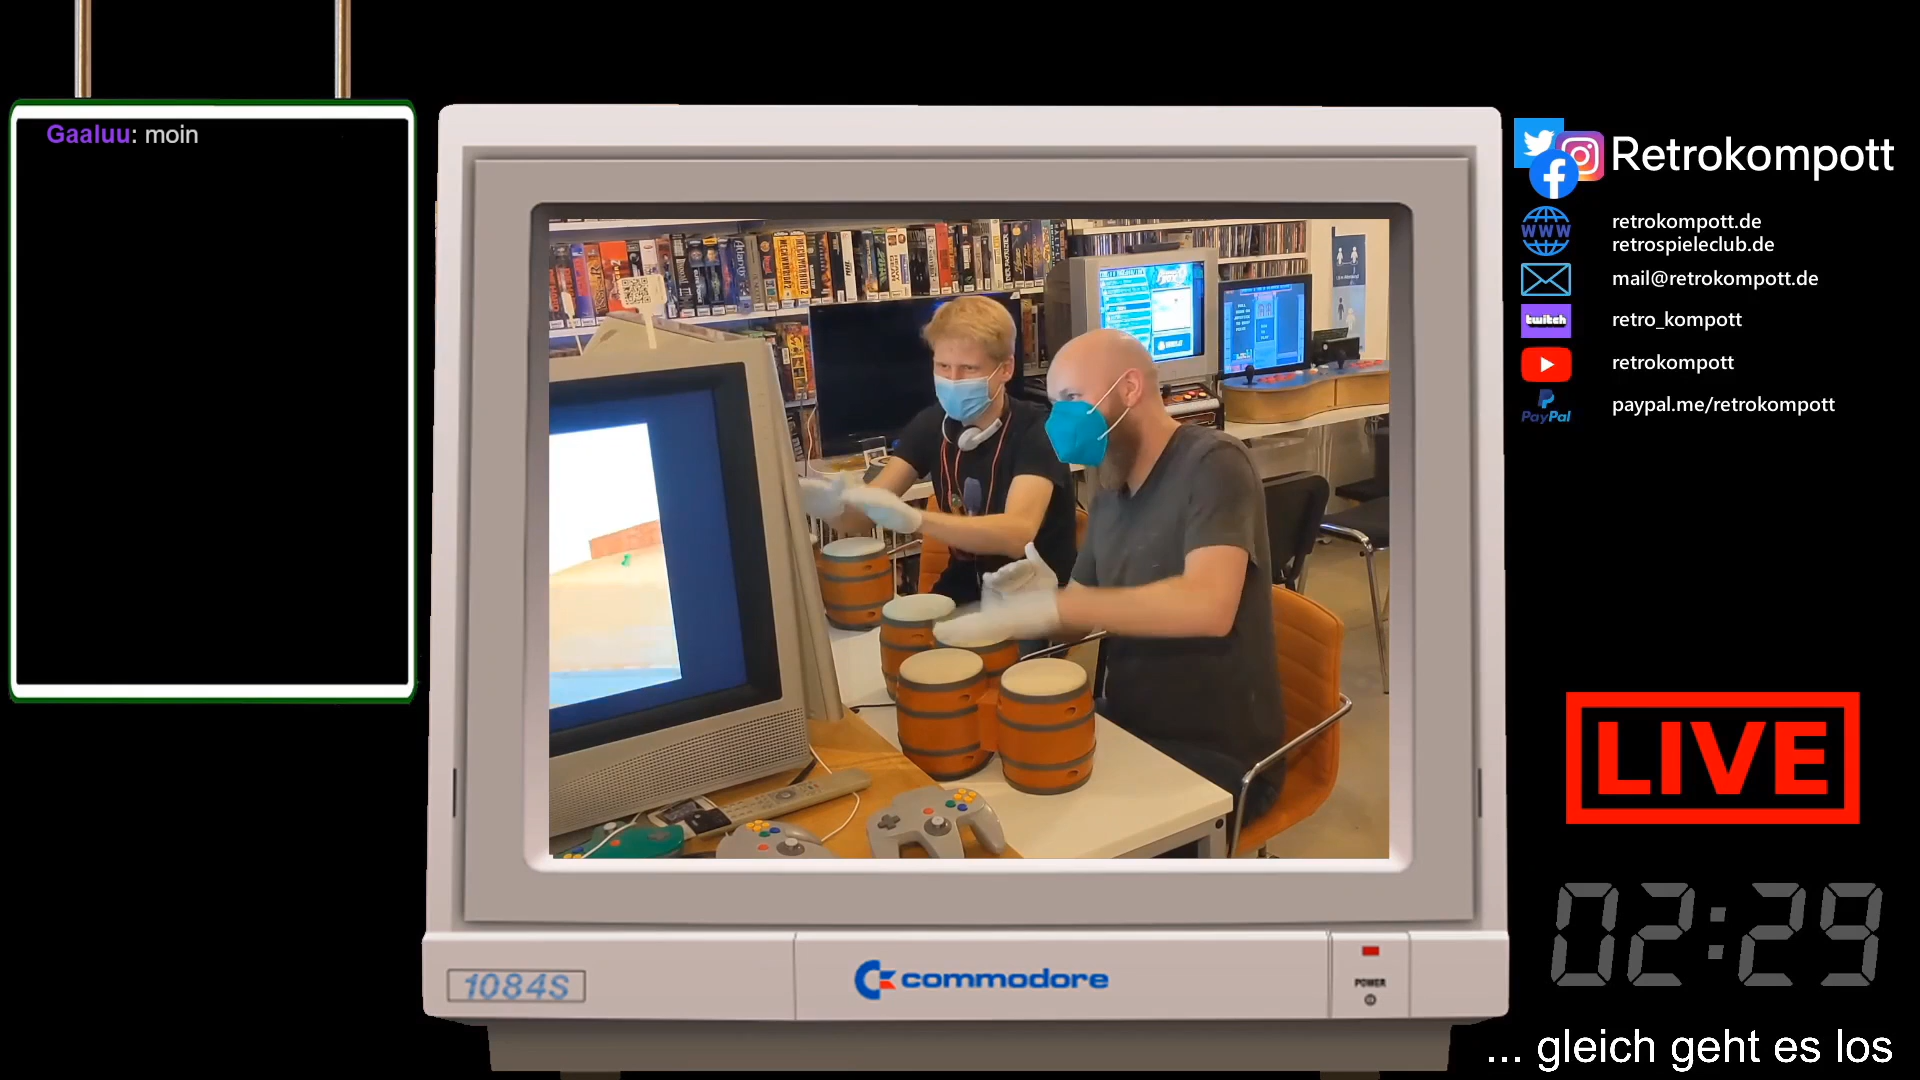 Gaaluu: moin
Retrokompott
WWW
retrokompott.de
retrospieleclub.de
mail@retrokompott.de
twitch
retro_kompott
retrokompott
PayPal
paypal.me/retrokompott
LIVE
02:29
1084S
commodore
POWER
... gleich geht es los